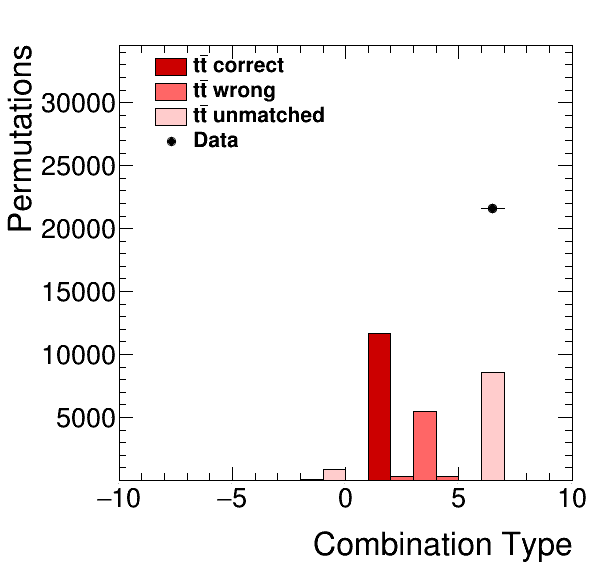 Permutations
30000
25000
20000
15000
10000
5000
tt̄ correct
tt̄ wrong
tt̄ unmatched
Data
−10 −5 0 5 10
Combination Type